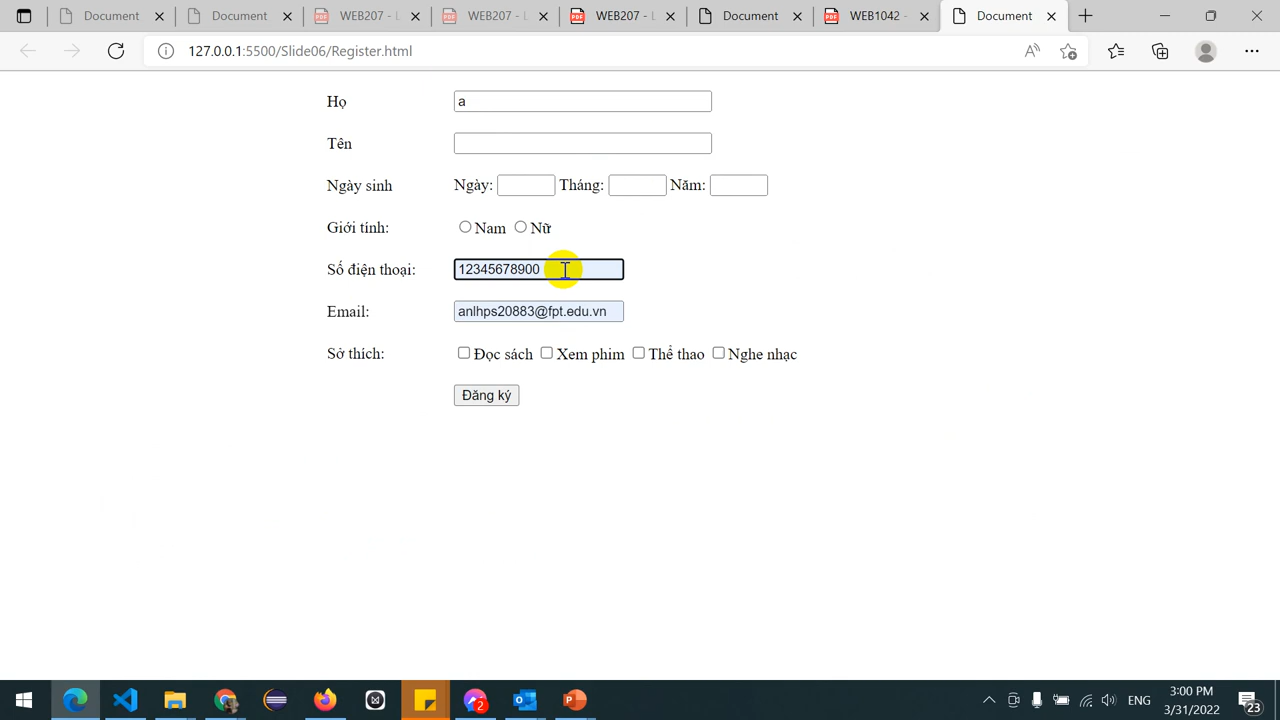 Document
Document
WEB207 - L
WEB207 - L
WEB207 - L
Document
WEB1042 -
Document
127.0.0.1:5500/Slide06/Register.html
Họ
a
Tên
Ngày sinh
Ngày:
Tháng:
Năm:
Giới tính:
Nam
Nữ
Số điện thoại:
12345678900
Email:
anlhps20883@fpt.edu.vn
Sở thích:
Đọc sách
Xem phim
Thể thao
Nghe nhạc
Đăng ký
2
ENG
3:00 PM
3/31/2022
23